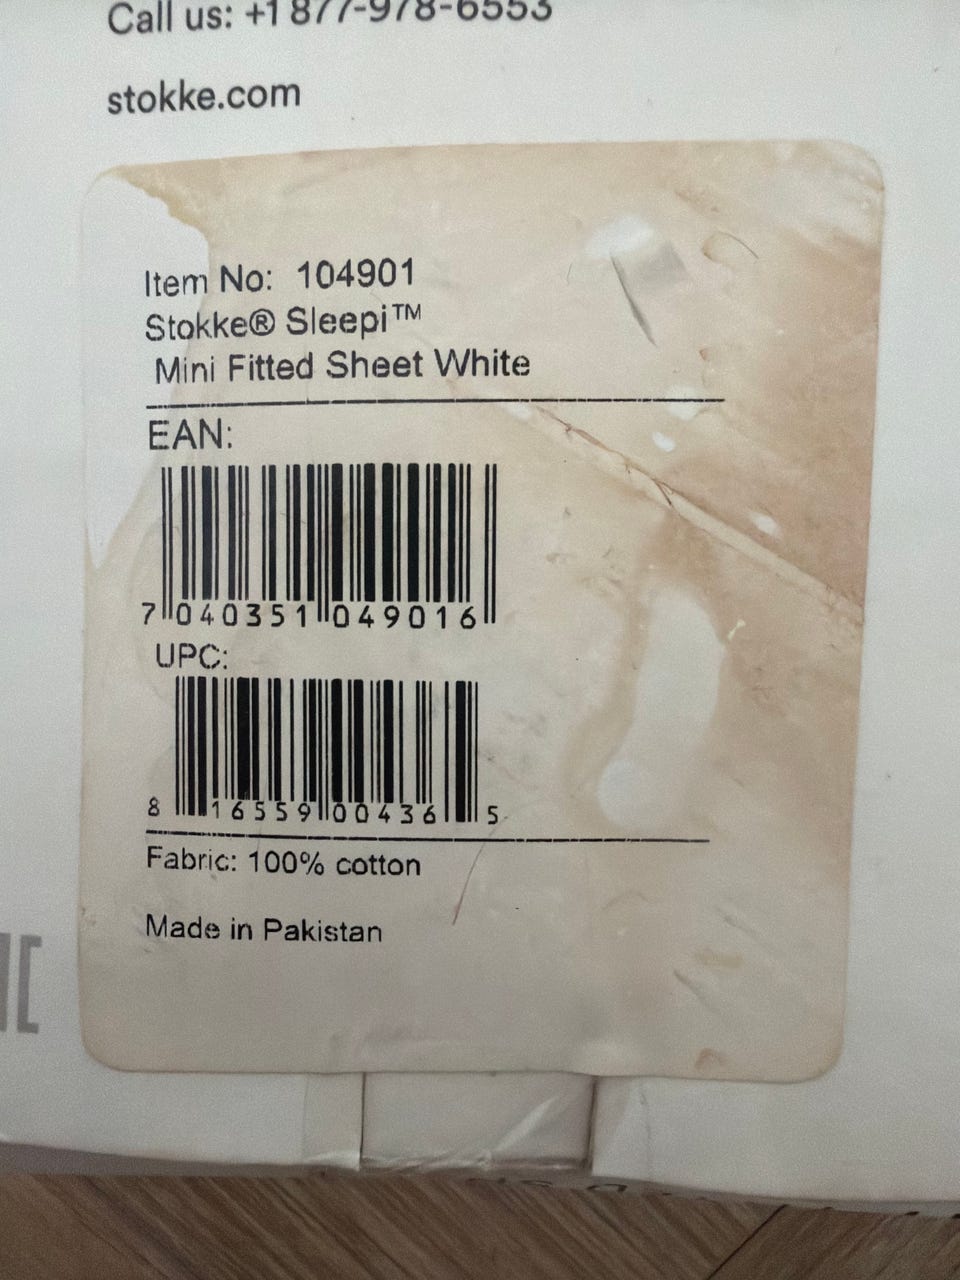 Call us: +1 877-978-6553
stokke.com
Item No: 104901
Stokke® Sleepi™
Mini Fitted Sheet White
EAN:
7 040351 049016
UPC:
8 16559 00436 5
Fabric: 100% cotton
Made in Pakistan